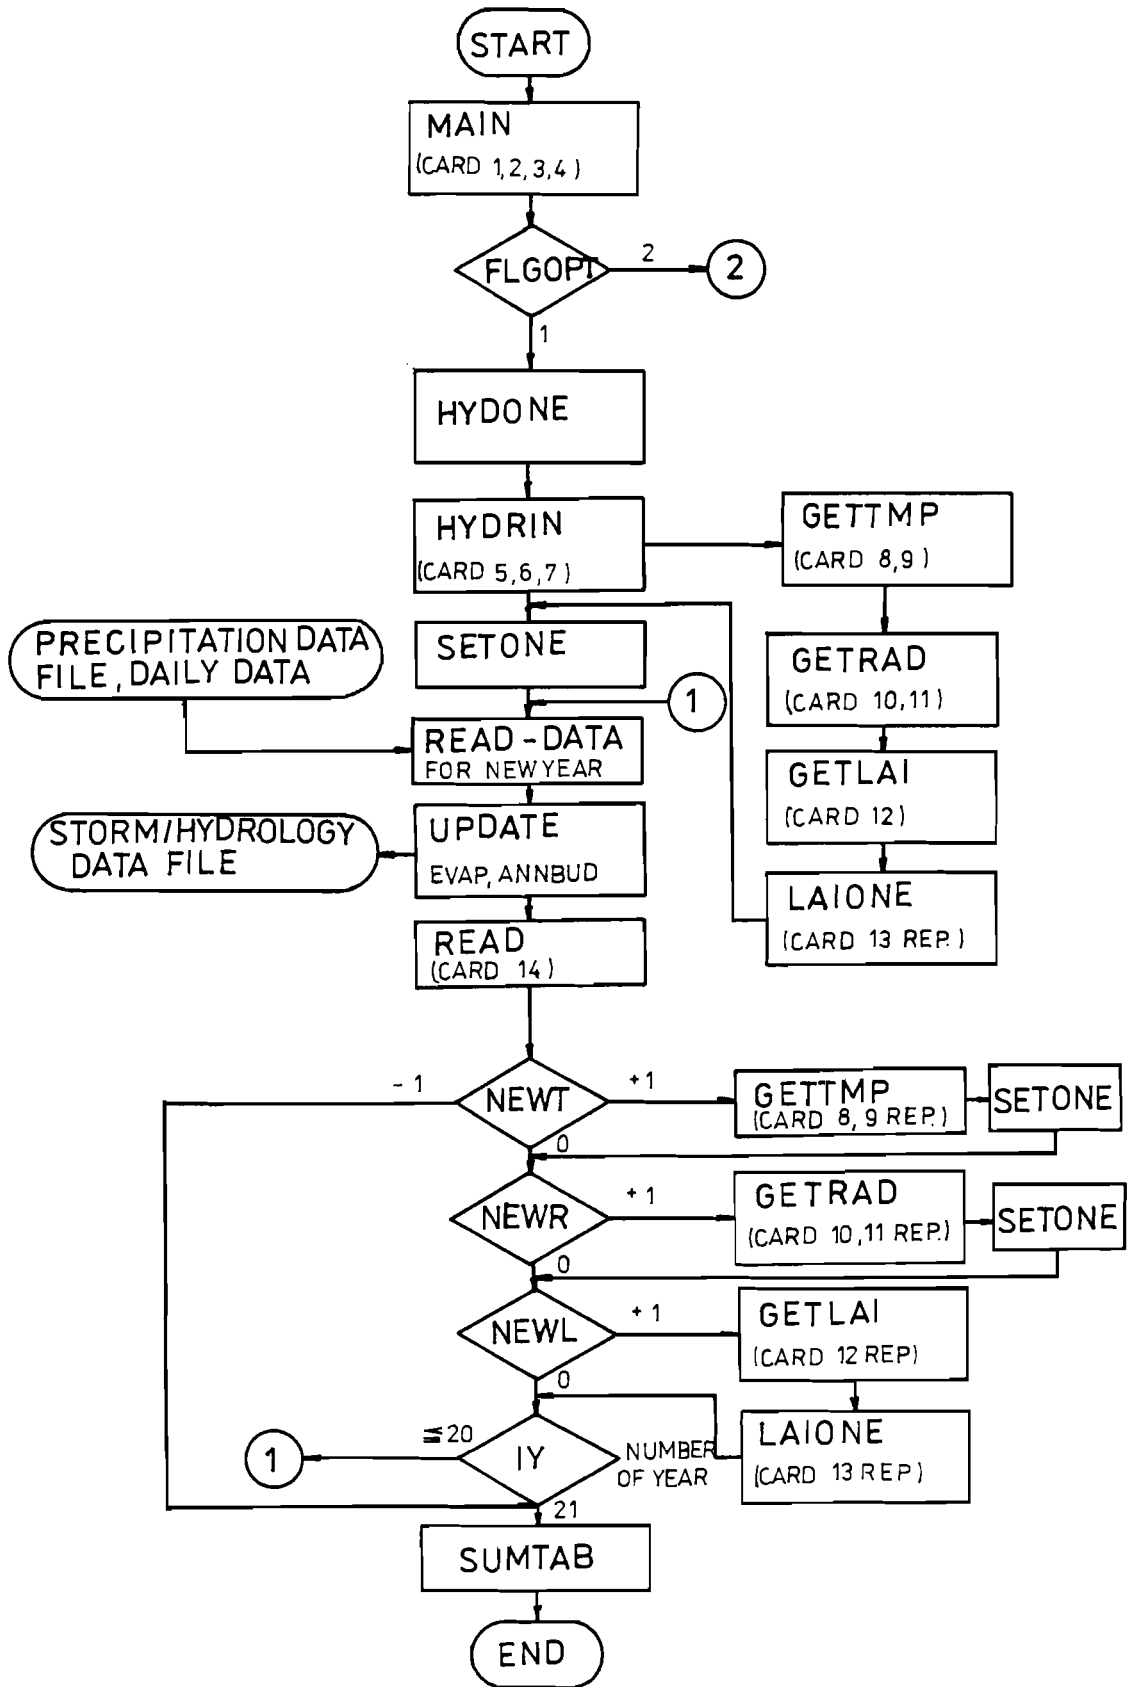 START
MAIN
(CARD 1,2,3,4)
FLGOPT
2
2
1
HYDONE
HYDRIN
(CARD 5,6,7)
GETTMP
(CARD 8,9)
SETONE
PRECIPITATION DATA
FILE, DAILY DATA
GETRAD
(CARD 10,11)
1
READ-DATA
FOR NEW YEAR
GETLAI
(CARD 12)
UPDATE
EVAP, ANNBUD
STORM/HYDROLOGY
DATA FILE
LAIONE
(CARD 13 REP.)
READ
(CARD 14)
-1
NEWT
+1
GETTMP
(CARD 8, 9 REP.)
SETONE
0
NEWR
+1
GETRAD
(CARD 10,11 REP.)
SETONE
0
NEWL
+1
GETLAI
(CARD 12 REP)
0
1
≦20
IY
NUMBER
OF YEAR
LAIONE
(CARD 13 REP)
21
SUMTAB
END